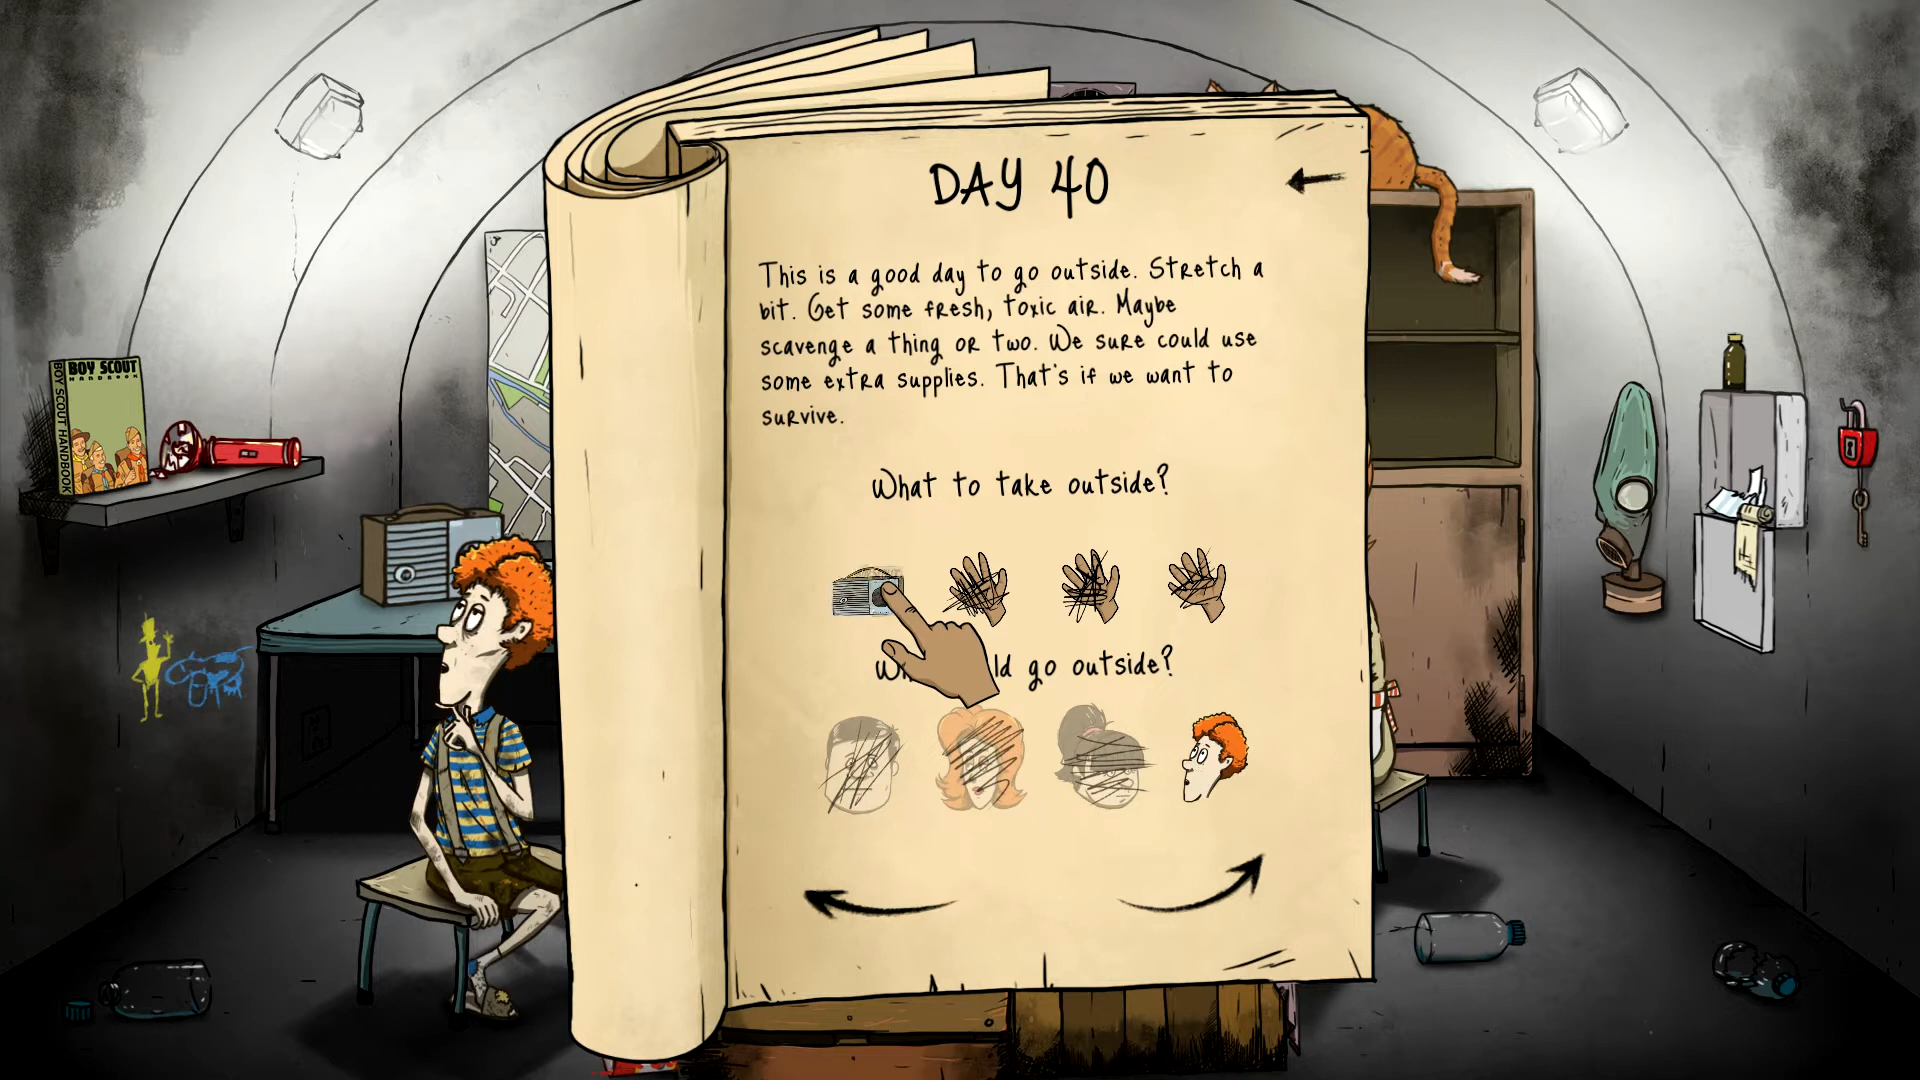 DAY 40
This is a good day to go outside. Stretch a
bit. Get some fresh, toxic air. Maybe
scavenge a thing or two. We sure could use
some extra supplies. That's if we want to
survive.
What to take outside?
ld go outside?
BOY SCOUT
HANDBOOK
BOY SCOUT HANDBOOK